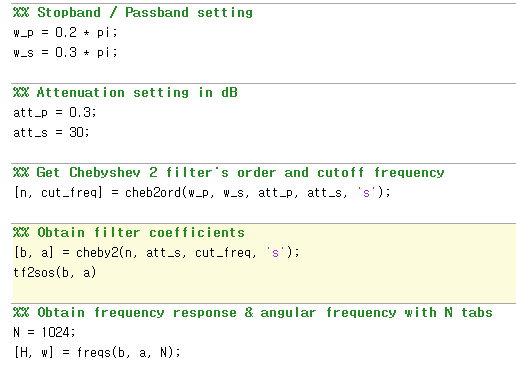 %% Stopband / Passband setting
w_p = 0.2 * pi;
w_s = 0.3 * pi;
%% Attenuation setting in dB
att_p = 0.3;
att_s = 30;
%% Get Chebyshev 2 filter's order and cutoff frequency
[n, cut_freq] = cheb2ord(w_p, w_s, att_p, att_s, 's');
%% Obtain filter coefficients
[b, a] = cheby2(n, att_s, cut_freq, 's');
tf2sos(b, a)
%% Obtain frequency response & angular frequency with N tabs
N = 1024;
[H, w] = freqs(b, a, N);